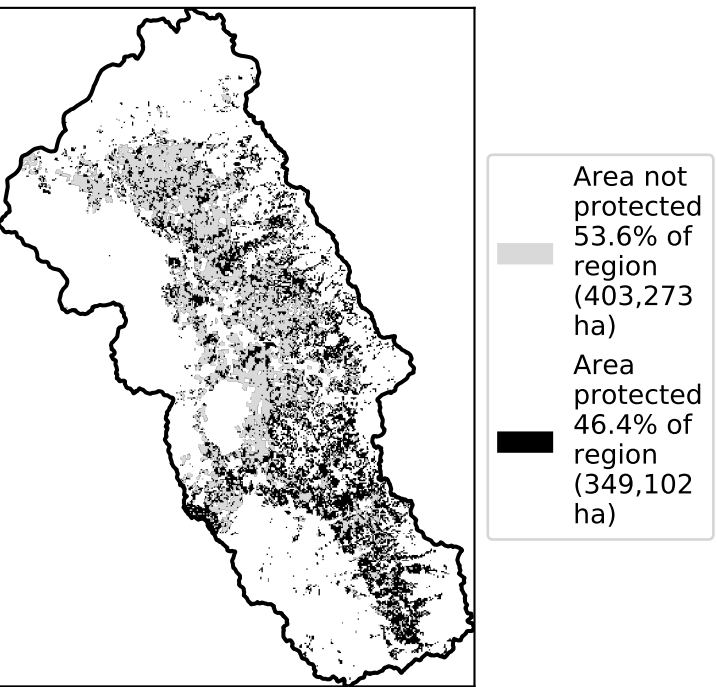 Area not
protected
53.6% of
region
(403,273
ha)
Area
protected
46.4% of
region
(349,102
ha)